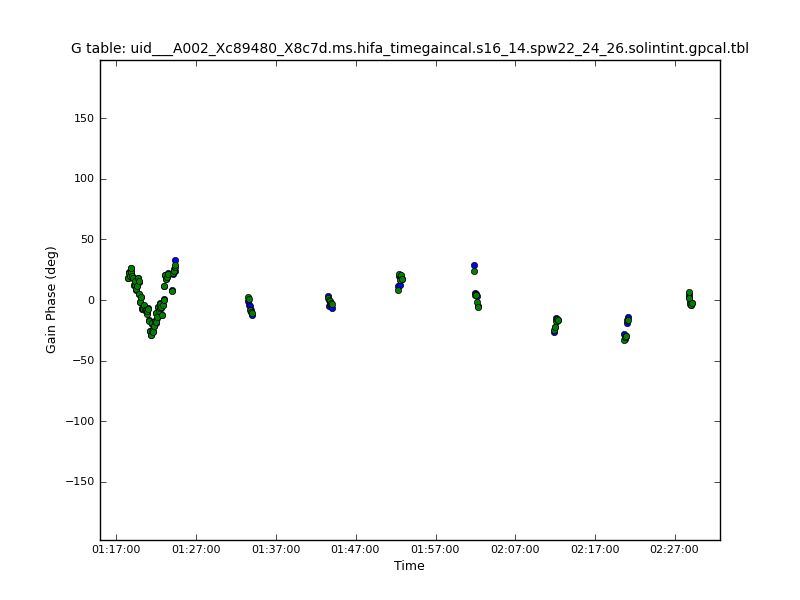 G table: uid___A002_Xc89480_X8c7d.ms.hifa_timegaincal.s16_14.spw22_24_26.solintint.gpcal.tbl
150
100
50
0
−50
−100
−150
Gain Phase (deg)
01:17:00 01:27:00 01:37:00 01:47:00 01:57:00 02:07:00 02:17:00 02:27:00
Time